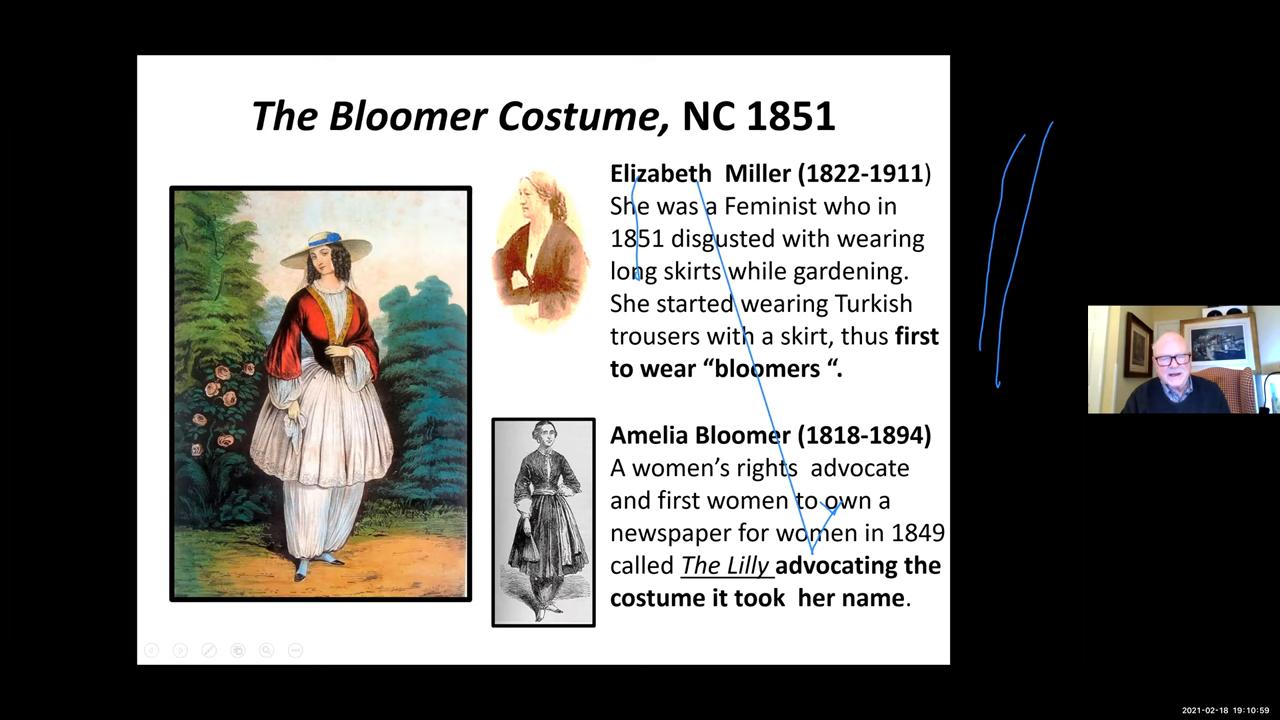 The Bloomer Costume, NC 1851
Elizabeth  Miller (1822-1911)
She was a Feminist who in
1851 disgusted with wearing
long skirts while gardening.
She started wearing Turkish
trousers with a skirt, thus first
to wear “bloomers “.
Amelia Bloomer (1818-1894)
A women’s rights  advocate
and first women to own a
newspaper for women in 1849
called The Lilly advocating the
costume it took  her name.
2021-02-18 19:10:59